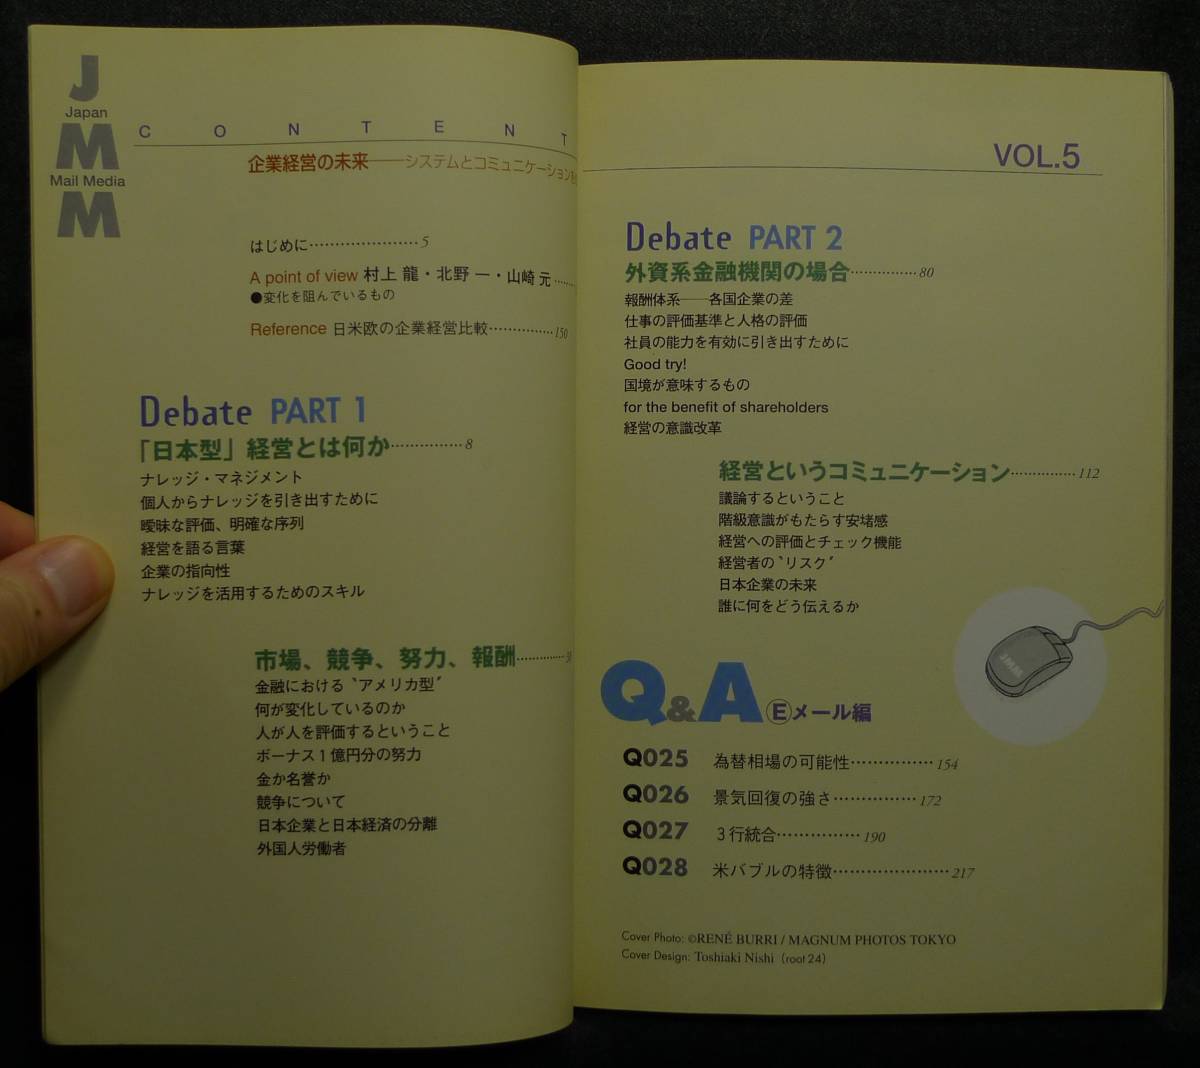 J
Japan
M
Mail Media
M
C O N T E N T
企業経営の未来――システムとコミュニケーション
はじめに…………………5
A point of view 村上 龍・北野 一・山崎 元……
●変化を阻んでいるもの
Reference 日米欧の企業経営比較……………150
Debate PART 1
「日本型」経営とは何か……………8
ナレッジ・マネジメント
個人からナレッジを引き出すために
曖昧な評価、明確な序列
経営を語る言葉
企業の指向性
ナレッジを活用するためのスキル
市場、競争、努力、報酬…………
金融における〝アメリカ型〟
何が変化しているのか
人が人を評価するということ
ボーナス1億円分の努力
金か名誉か
競争について
日本企業と日本経済の分離
外国人労働者
VOL.5
Debate PART 2
外資系金融機関の場合……………80
報酬体系――各国企業の差
仕事の評価基準と人格の評価
社員の能力を有効に引き出すために
Good try!
国境が意味するもの
for the benefit of shareholders
経営の意識改革
経営というコミュニケーション……………112
議論するということ
階級意識がもたらす安堵感
経営への評価とチェック機能
経営者の〝リスク〟
日本企業の未来
誰に何をどう伝えるか
JMM
Q&A Ⓔメール編
Q025 為替相場の可能性……………154
Q026 景気回復の強さ……………172
Q027 3行統合……………190
Q028 米バブルの特徴…………………217
Cover Photo: ©RENÉ BURRI / MAGNUM PHOTOS TOKYO
Cover Design: Toshiaki Nishi (root 24)